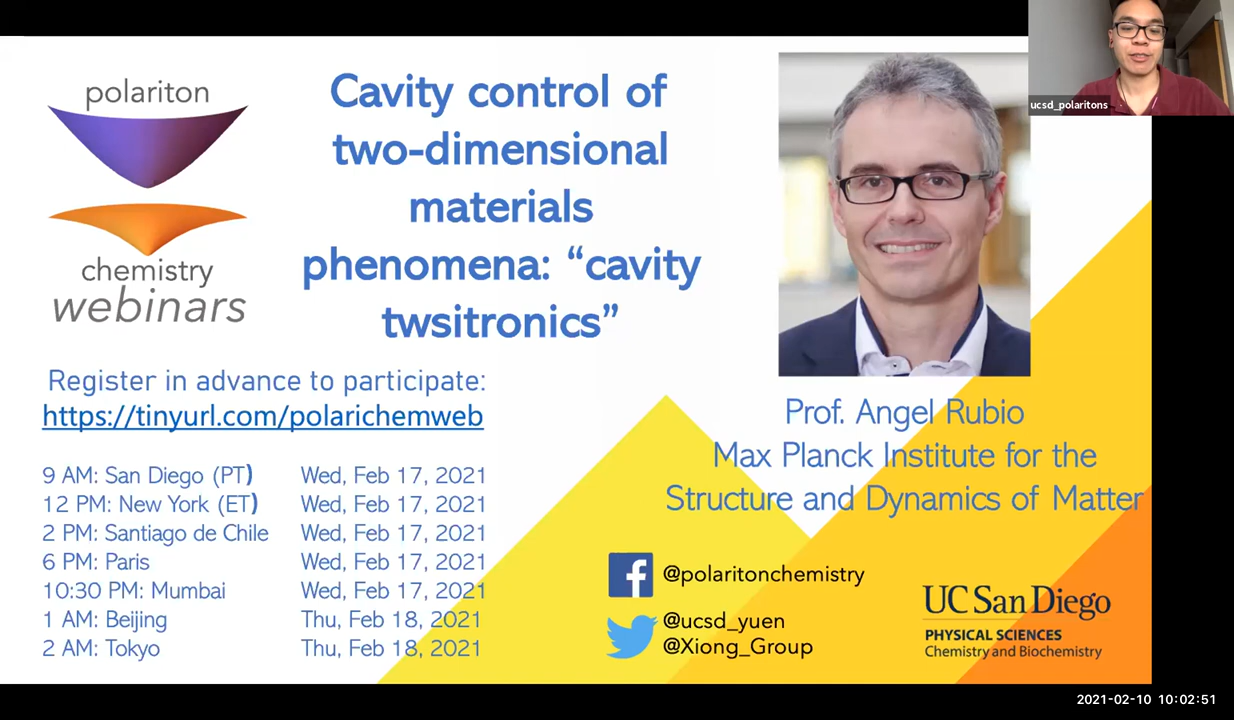 polariton
chemistry
webinars
Cavity control of
two-dimensional
materials
phenomena: “cavity
twsitronics”
ucsd_polaritons
Register in advance to participate:
https://tinyurl.com/polarichemweb
9 AM: San Diego (PT) Wed, Feb 17, 2021
12 PM: New York (ET) Wed, Feb 17, 2021
2 PM: Santiago de Chile Wed, Feb 17, 2021
6 PM: Paris Wed, Feb 17, 2021
10:30 PM: Mumbai Wed, Feb 17, 2021
1 AM: Beijing Thu, Feb 18, 2021
2 AM: Tokyo Thu, Feb 18, 2021
Prof. Angel Rubio
Max Planck Institute for the
Structure and Dynamics of Matter
f @polaritonchemistry
@ucsd_yuen
@Xiong_Group
UC San Diego
PHYSICAL SCIENCES
Chemistry and Biochemistry
2021-02-10 10:02:51